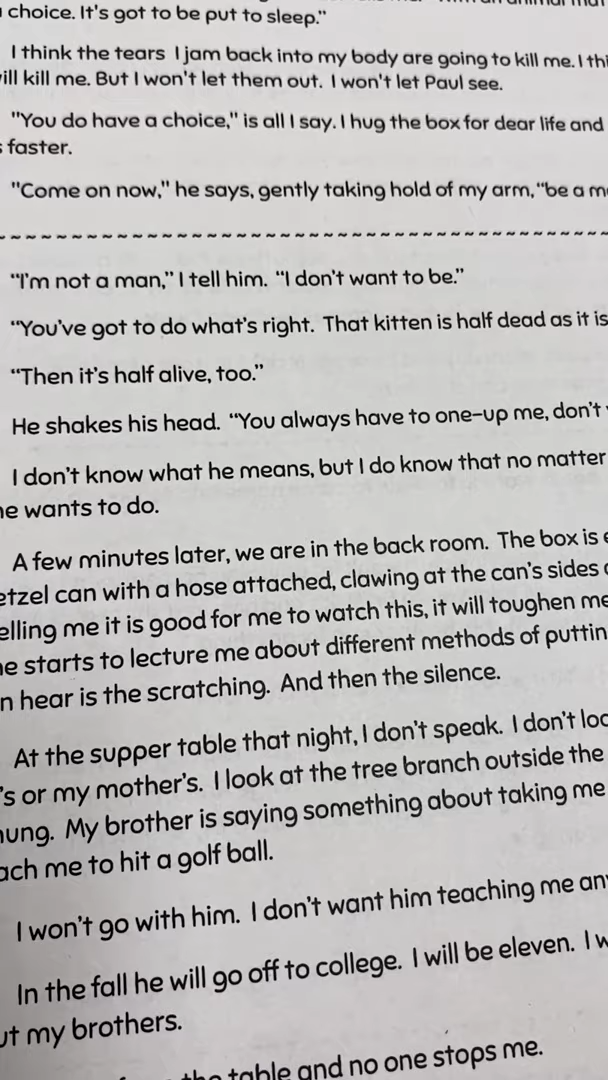 choice. It's got to be put to sleep."
I think the tears I jam back into my body are going to kill me. I
kill me. But I won't let them out. I won't let Paul see.
"You do have a choice," is all I say. I hug the box for dear life and
faster.
"Come on now," he says, gently taking hold of my arm, "be a
~~~~~~~~~~~~~~~~~~~~~~~~~~~~~~~~~~~~
"I'm not a man," I tell him. "I don't want to be."
"You've got to do what's right. That kitten is half dead as it is
"Then it's half alive, too."
He shakes his head. "You always have to one-up me, don't
I don't know what he means, but I do know that no matter
wants to do.
A few minutes later, we are in the back room. The box is
can with a hose attached, clawing at the can's sides
me it is good for me to watch this, it will toughen
starts to lecture me about different methods of
hear is the scratching. And then the silence.
At the supper table that night, I don't speak. I don't
's or my mother's. I look at the tree branch outside the
My brother is saying something about taking me
me to hit a golf ball.
I won't go with him. I don't want him teaching me
In the fall he will go off to college. I will be eleven. I
my brothers.
the table and no one stops me.